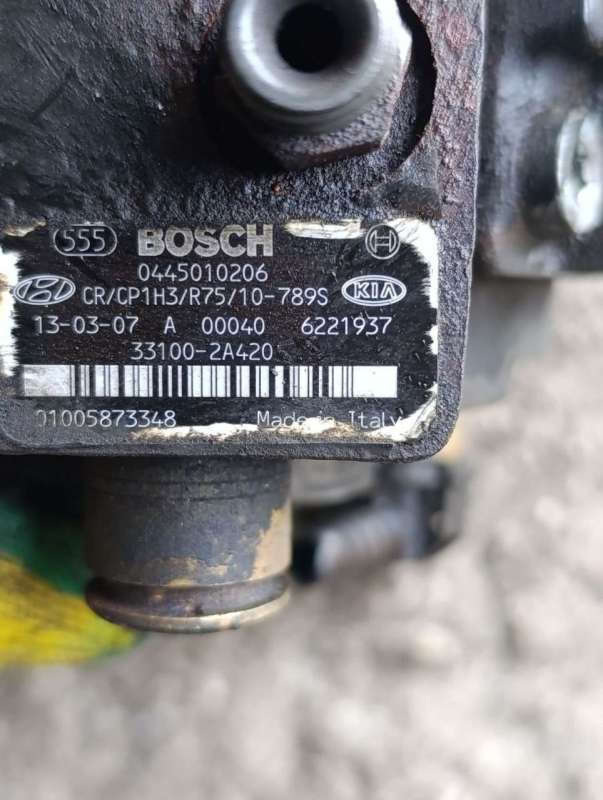 555 BOSCH
0445010206
CR/CP1H3/R75/10-789S KIA
13-03-07 A 00040 6221937
33100-2A420
01005873348 Made in Italy